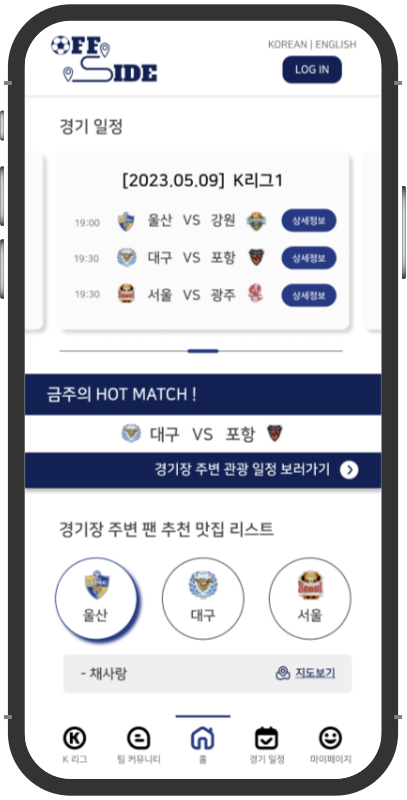 OFF
SIDE
KOREAN | ENGLISH
LOG IN
경기 일정
[2023.05.09] K리그1
19:00 울산 VS 강원 상세정보
19:30 대구 VS 포항 상세정보
19:30 서울 VS 광주 상세정보
금주의 HOT MATCH !
대구 VS 포항
경기장 주변 관광 일정 보러가기
경기장 주변 팬 추천 맛집 리스트
울산 대구 서울
- 채사랑 지도보기
K 리그 팀 커뮤니티 홈 경기 일정 마이페이지